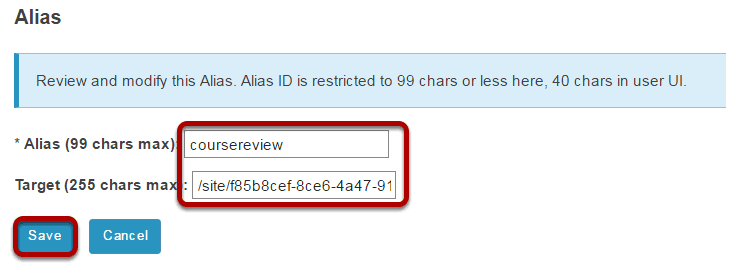 Alias
Review and modify this Alias. Alias ID is restricted to 99 chars or less here, 40 chars in user UI.
* Alias (99 chars max): coursereview
Target (255 chars max): /site/f85b8cef-8ce6-4a47-91
Save Cancel